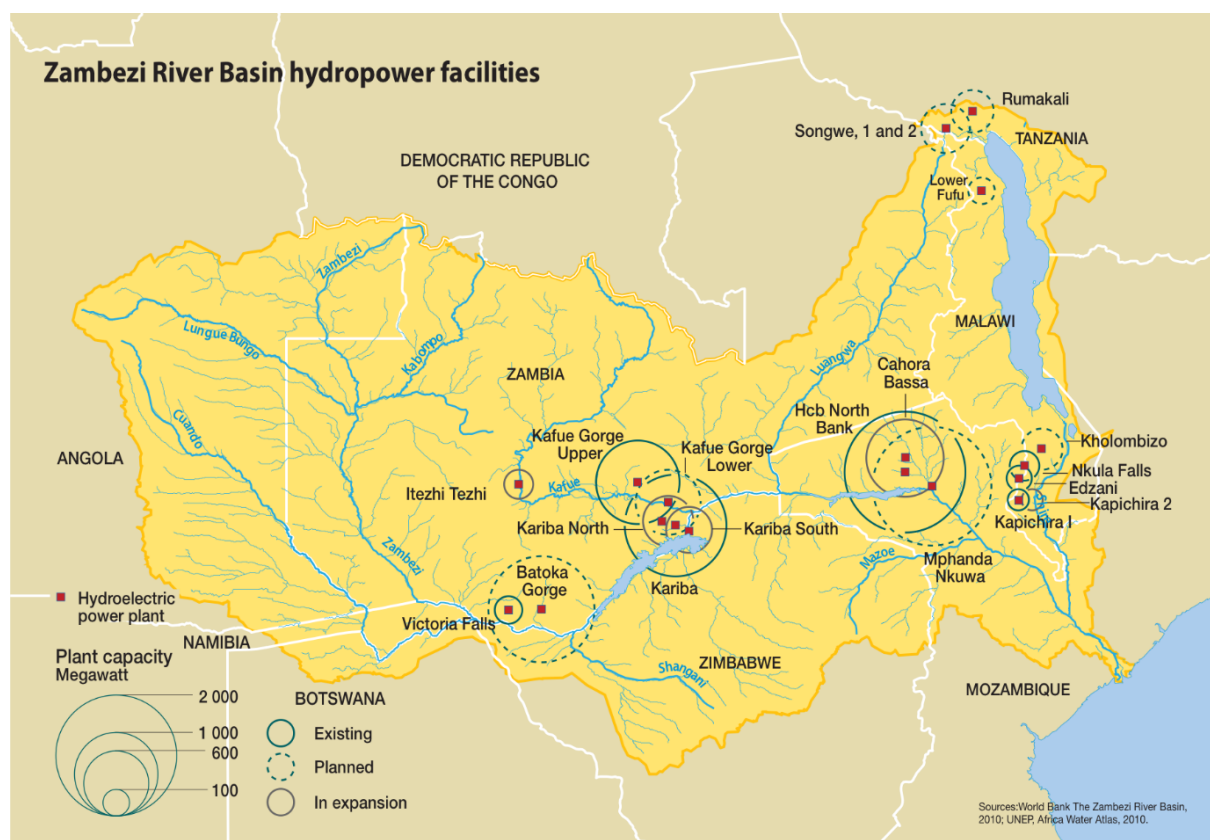 Zambezi River Basin hydropower facilities
Rumakali
Songwe, 1 and 2
TANZANIA
DEMOCRATIC REPUBLIC
OF THE CONGO
Lower
Fufu
Zambezi
Lungue Bungo
Kabompo
MALAWI
Luangwa
ZAMBIA
Cahora
Bassa
Cuando
Hcb North
Bank
Kafue Gorge
Upper
Kafue Gorge
Lower
Kholombizo
ANGOLA
Nkula Falls
Itezhi Tezhi
Kafue
Edzani
Kapichira 2
Kariba North
Kariba South
Kapichira I
Shire
Zambezi
Mazoe
Mphanda
Nkuwa
Batoka
Gorge
Kariba
Hydroelectric
power plant
Victoria Falls
NAMIBIA
ZIMBABWE
Shangani
Plant capacity
Megawatt
MOZAMBIQUE
2 000
BOTSWANA
1 000
Existing
600
Planned
100
In expansion
Sources:World Bank The Zambezi River Basin,
2010; UNEP, Africa Water Atlas, 2010.